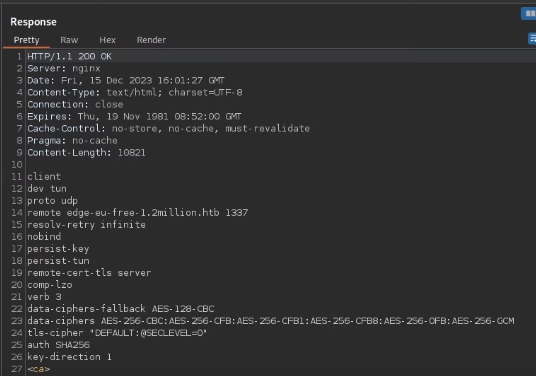 Response
Pretty Raw Hex Render
1 HTTP/1.1 200 OK
2 Server: nginx
3 Date: Fri, 15 Dec 2023 16:01:27 GMT
4 Content-Type: text/html; charset=UTF-8
5 Connection: close
6 Expires: Thu, 19 Nov 1981 08:52:00 GMT
7 Cache-Control: no-store, no-cache, must-revalidate
8 Pragma: no-cache
9 Content-Length: 10821
10
11 client
12 dev tun
13 proto udp
14 remote edge-eu-free-1.2million.htb 1337
15 resolv-retry infinite
16 nobind
17 persist-key
18 persist-tun
19 remote-cert-tls server
20 comp-lzo
21 verb 3
22 data-ciphers-fallback AES-128-CBC
23 data-ciphers AES-256-CBC:AES-256-CFB:AES-256-CFB1:AES-256-CFB8:AES-256-OFB:AES-256-GCM
24 tls-cipher "DEFAULT:@SECLEVEL=0"
25 auth SHA256
26 key-direction 1
27 <ca>